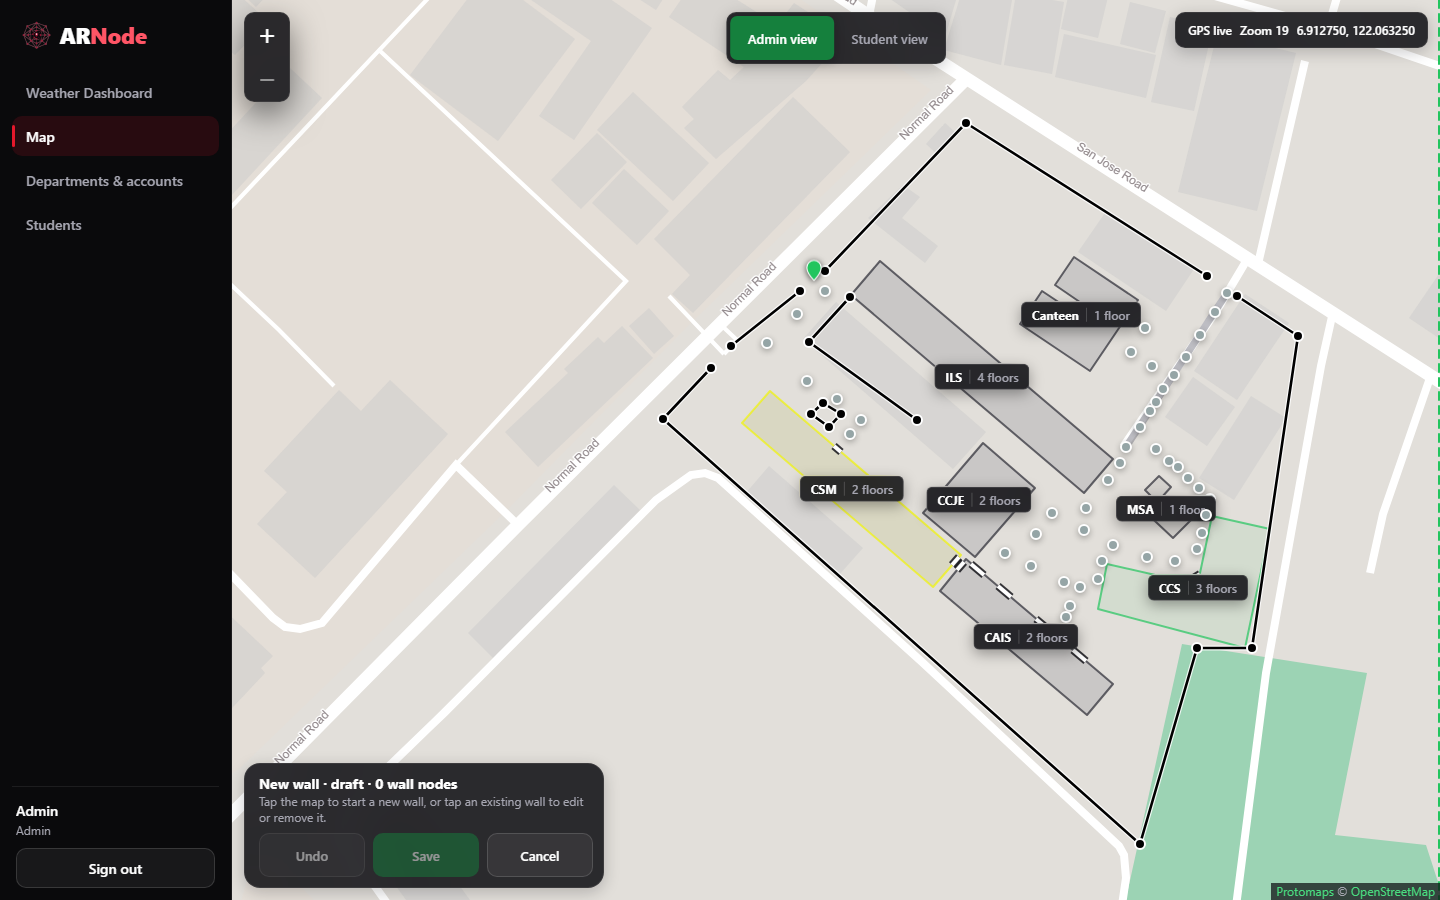 ARNode
Weather Dashboard
Map
Departments & accounts
Students
Admin
Admin
Sign out
+
−
Admin view
Student view
GPS live Zoom 19 6.912750, 122.063250
Normal Road
San Jose Road
Normal Road
Normal Road
Normal Road
Canteen 1 floor
ILS 4 floors
CSM 2 floors
CCJE 2 floors
MSA 1 floor
CCS 3 floors
CAIS 2 floors
New wall · draft · 0 wall nodes
Tap the map to start a new wall, or tap an existing wall to edit
or remove it.
Undo
Save
Cancel
Protomaps © OpenStreetMap